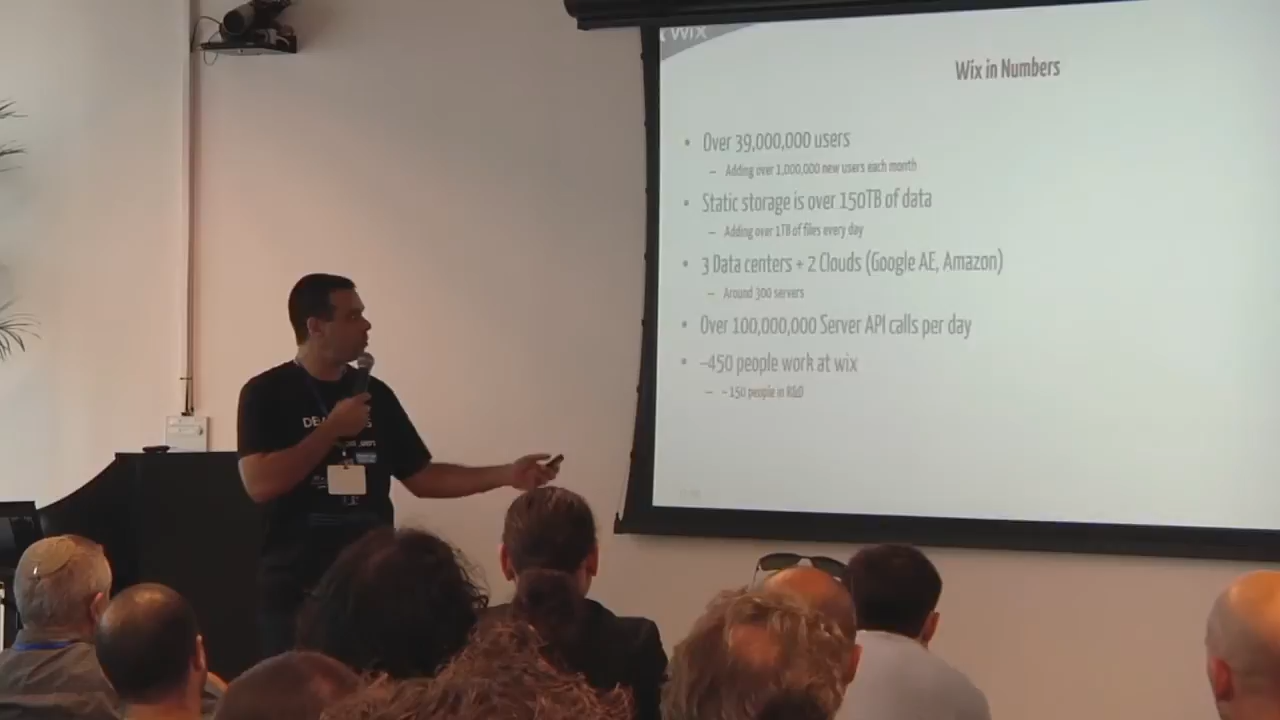 WIX
Wix in Numbers
• Over 39,000,000 users
– Adding over 1,000,000 new users each month
• Static storage is over 150TB of data
– Adding over 1TB of files every day
• 3 Data centers + 2 Clouds (Google AE, Amazon)
– Around 300 servers
• Over 100,000,000 Server API calls per day
• ~450 people work at wix
– ~ 150 people in R&D